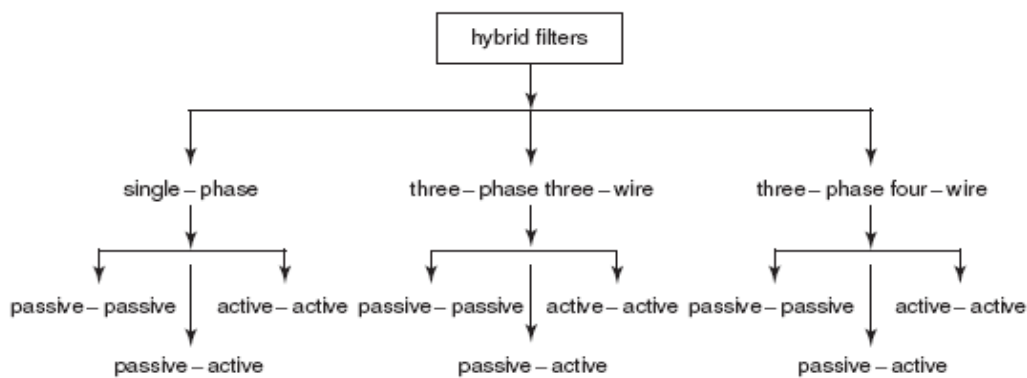 hybrid filters
single – phase
three – phase three – wire
three – phase four – wire
passive – passive
active – active
passive – passive
active – active
passive – passive
active – active
passive – active
passive – active
passive – active